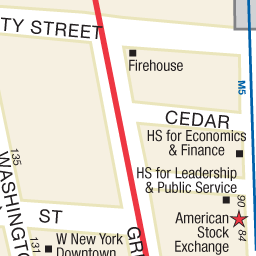 TY STREET
Firehouse
M5
CEDAR
HS for Economics
& Finance
HS for Leadership
& Public Service
135
WASHINGTON
ST
American
Stock
Exchange
90
84
131
W New York
Downtown
GR